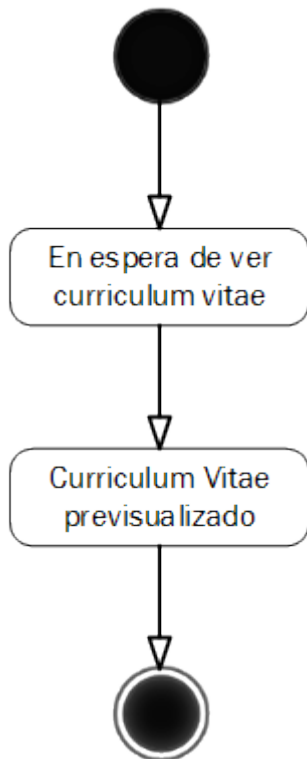 En espera de ver
curriculum vitae
Curriculum Vitae
previsualizado